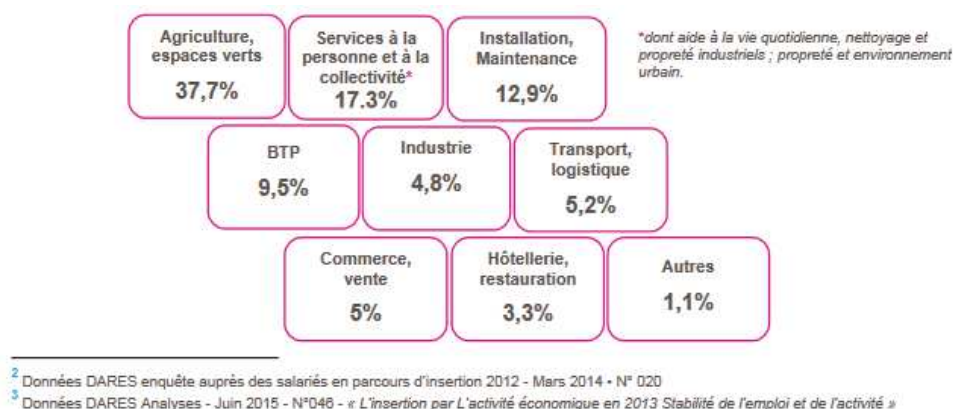 Agriculture,
espaces verts
37,7%
Services à la
personne et à la
collectivité*
17.3%
Installation,
Maintenance
12,9%
*dont aide à la vie quotidienne, nettoyage et
propreté industriels ; propreté et environnement
urbain.
BTP
9,5%
Industrie
4,8%
Transport,
logistique
5,2%
Commerce,
vente
5%
Hôtellerie,
restauration
3,3%
Autres
1,1%
2 Données DARES enquête auprès des salariés en parcours d'insertion 2012 - Mars 2014 • N° 020
3 Données DARES Analyses - Juin 2015 - N°046 - « L'insertion par L'activité économique en 2013 Stabilité de l'emploi et de l'activité »